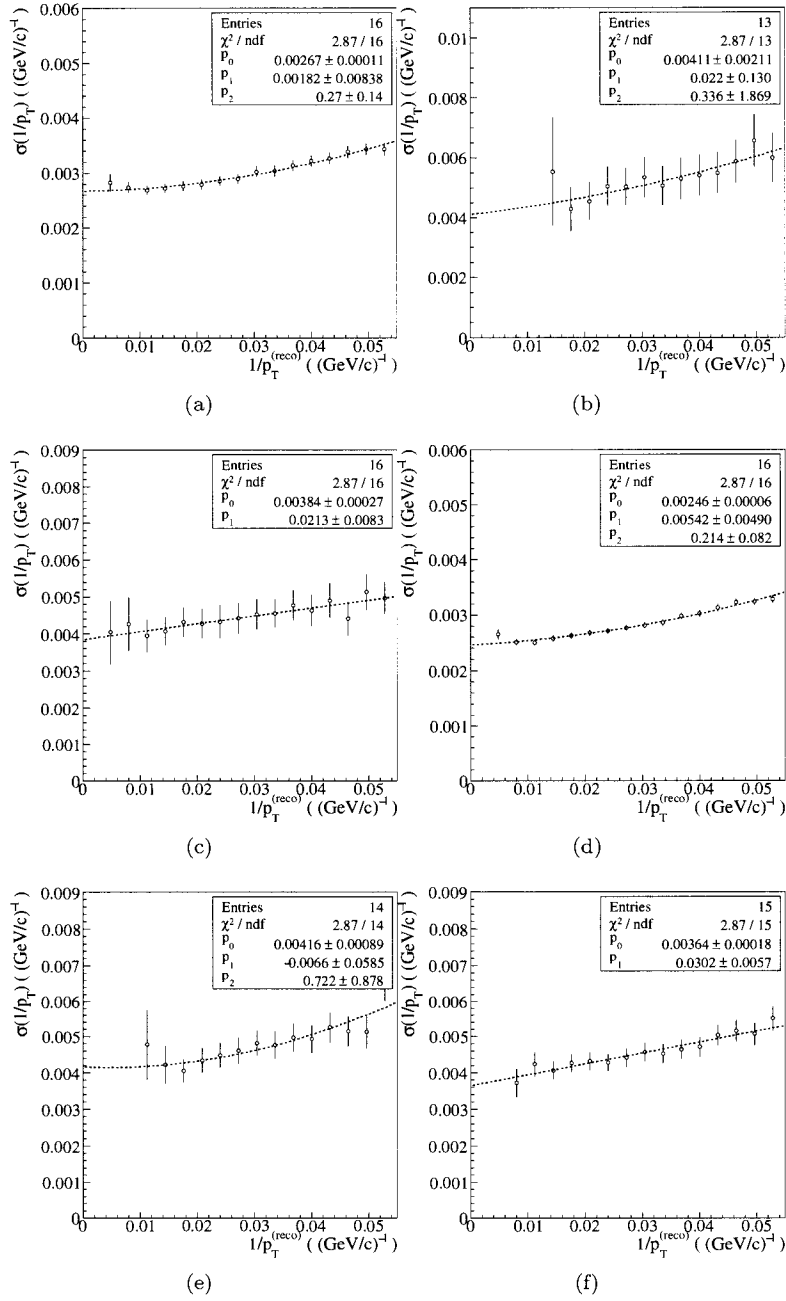 σ(1/p_T) ( (GeV/c)⁻¹)
0.006
0.005
0.004
0.003
0.002
0.001
0
Entries 16
χ² / ndf 2.87 / 16
p₀ 0.00267 ± 0.00011
p₁ 0.00182 ± 0.00838
p₂ 0.27 ± 0.14
0 0.01 0.02 0.03 0.04 0.05
1/p_T^(reco) ( (GeV/c)⁻¹)
(a)
σ(1/p_T) ( (GeV/c)⁻¹)
0.01
0.008
0.006
0.004
0.002
0
Entries 13
χ² / ndf 2.87 / 13
p₀ 0.00411 ± 0.00211
p₁ 0.022 ± 0.130
p₂ 0.336 ± 1.869
0 0.01 0.02 0.03 0.04 0.05
1/p_T^(reco) ( (GeV/c)⁻¹)
(b)
σ(1/p_T) ( (GeV/c)⁻¹)
0.009
0.008
0.007
0.006
0.005
0.004
0.003
0.002
0.001
0
Entries 16
χ² / ndf 2.87 / 16
p₀ 0.00384 ± 0.00027
p₁ 0.0213 ± 0.0083
0 0.01 0.02 0.03 0.04 0.05
1/p_T^(reco) ( (GeV/c)⁻¹)
(c)
σ(1/p_T) ( (GeV/c)⁻¹)
0.006
0.005
0.004
0.003
0.002
0.001
0
Entries 16
χ² / ndf 2.87 / 16
p₀ 0.00246 ± 0.00006
p₁ 0.00542 ± 0.00490
p₂ 0.214 ± 0.082
0 0.01 0.02 0.03 0.04 0.05
1/p_T^(reco) ( (GeV/c)⁻¹)
(d)
σ(1/p_T) ( (GeV/c)⁻¹)
0.009
0.008
0.007
0.006
0.005
0.004
0.003
0.002
0.001
0
Entries 14
χ² / ndf 2.87 / 14
p₀ 0.00416 ± 0.00089
p₁ -0.0066 ± 0.0585
p₂ 0.722 ± 0.878
0 0.01 0.02 0.03 0.04 0.05
1/p_T^(reco) ( (GeV/c)⁻¹)
(e)
σ(1/p_T) ( (GeV/c)⁻¹)
0.009
0.008
0.007
0.006
0.005
0.004
0.003
0.002
0.001
0
Entries 15
χ² / ndf 2.87 / 15
p₀ 0.00364 ± 0.00018
p₁ 0.0302 ± 0.0057
0 0.01 0.02 0.03 0.04 0.05
1/p_T^(reco) ( (GeV/c)⁻¹)
(f)